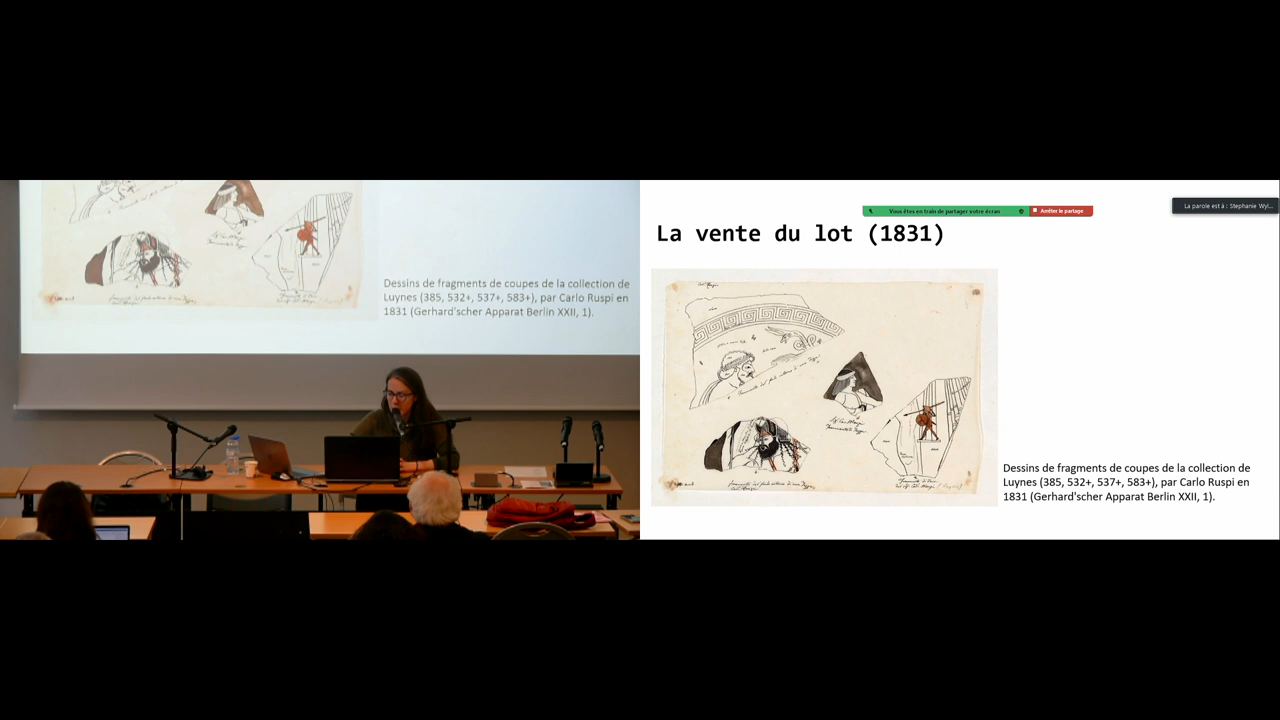 Dessins de fragments de coupes de la collection de
Luynes (385, 532+, 537+, 583+), par Carlo Ruspi en
1831 (Gerhard'scher Apparat Berlin XXII, 1).
Vous êtes en train de partager votre écran
Arrêter le partage
La parole est à : Stephanie Wyl...
La vente du lot (1831)
Dessins de fragments de coupes de la collection de
Luynes (385, 532+, 537+, 583+), par Carlo Ruspi en
1831 (Gerhard'scher Apparat Berlin XXII, 1).